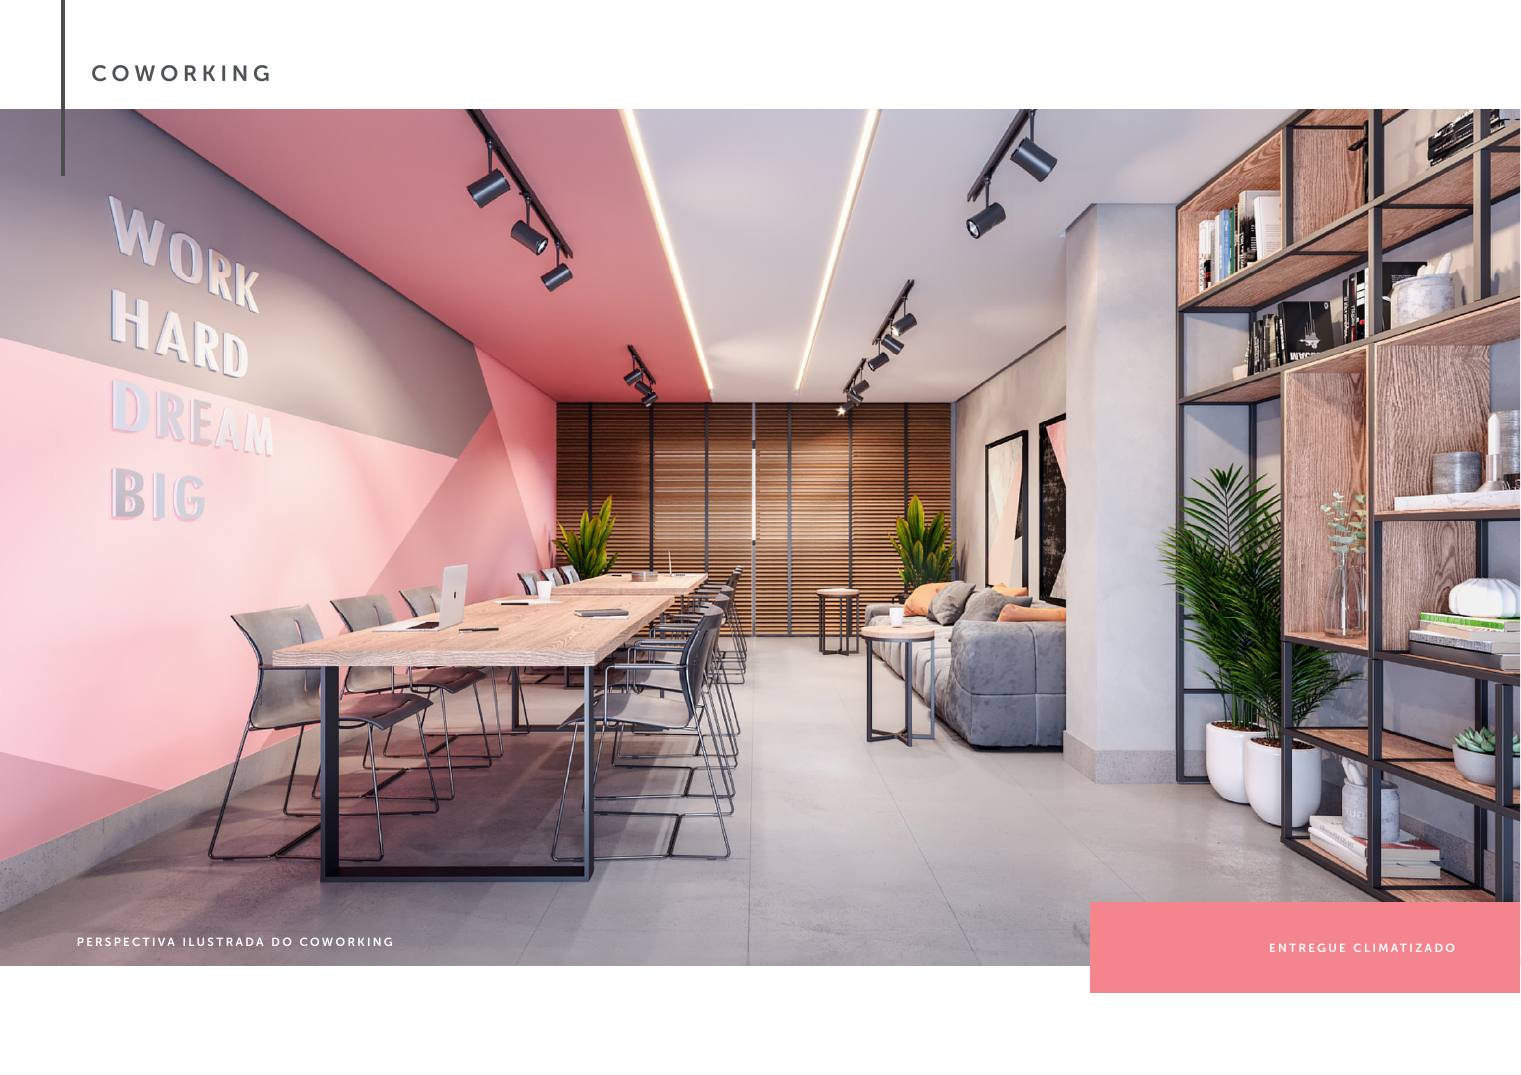 COWORKING
WORK
HARD
DREAM
BIG
PERSPECTIVA ILUSTRADA DO COWORKING
ENTREGUE CLIMATIZADO